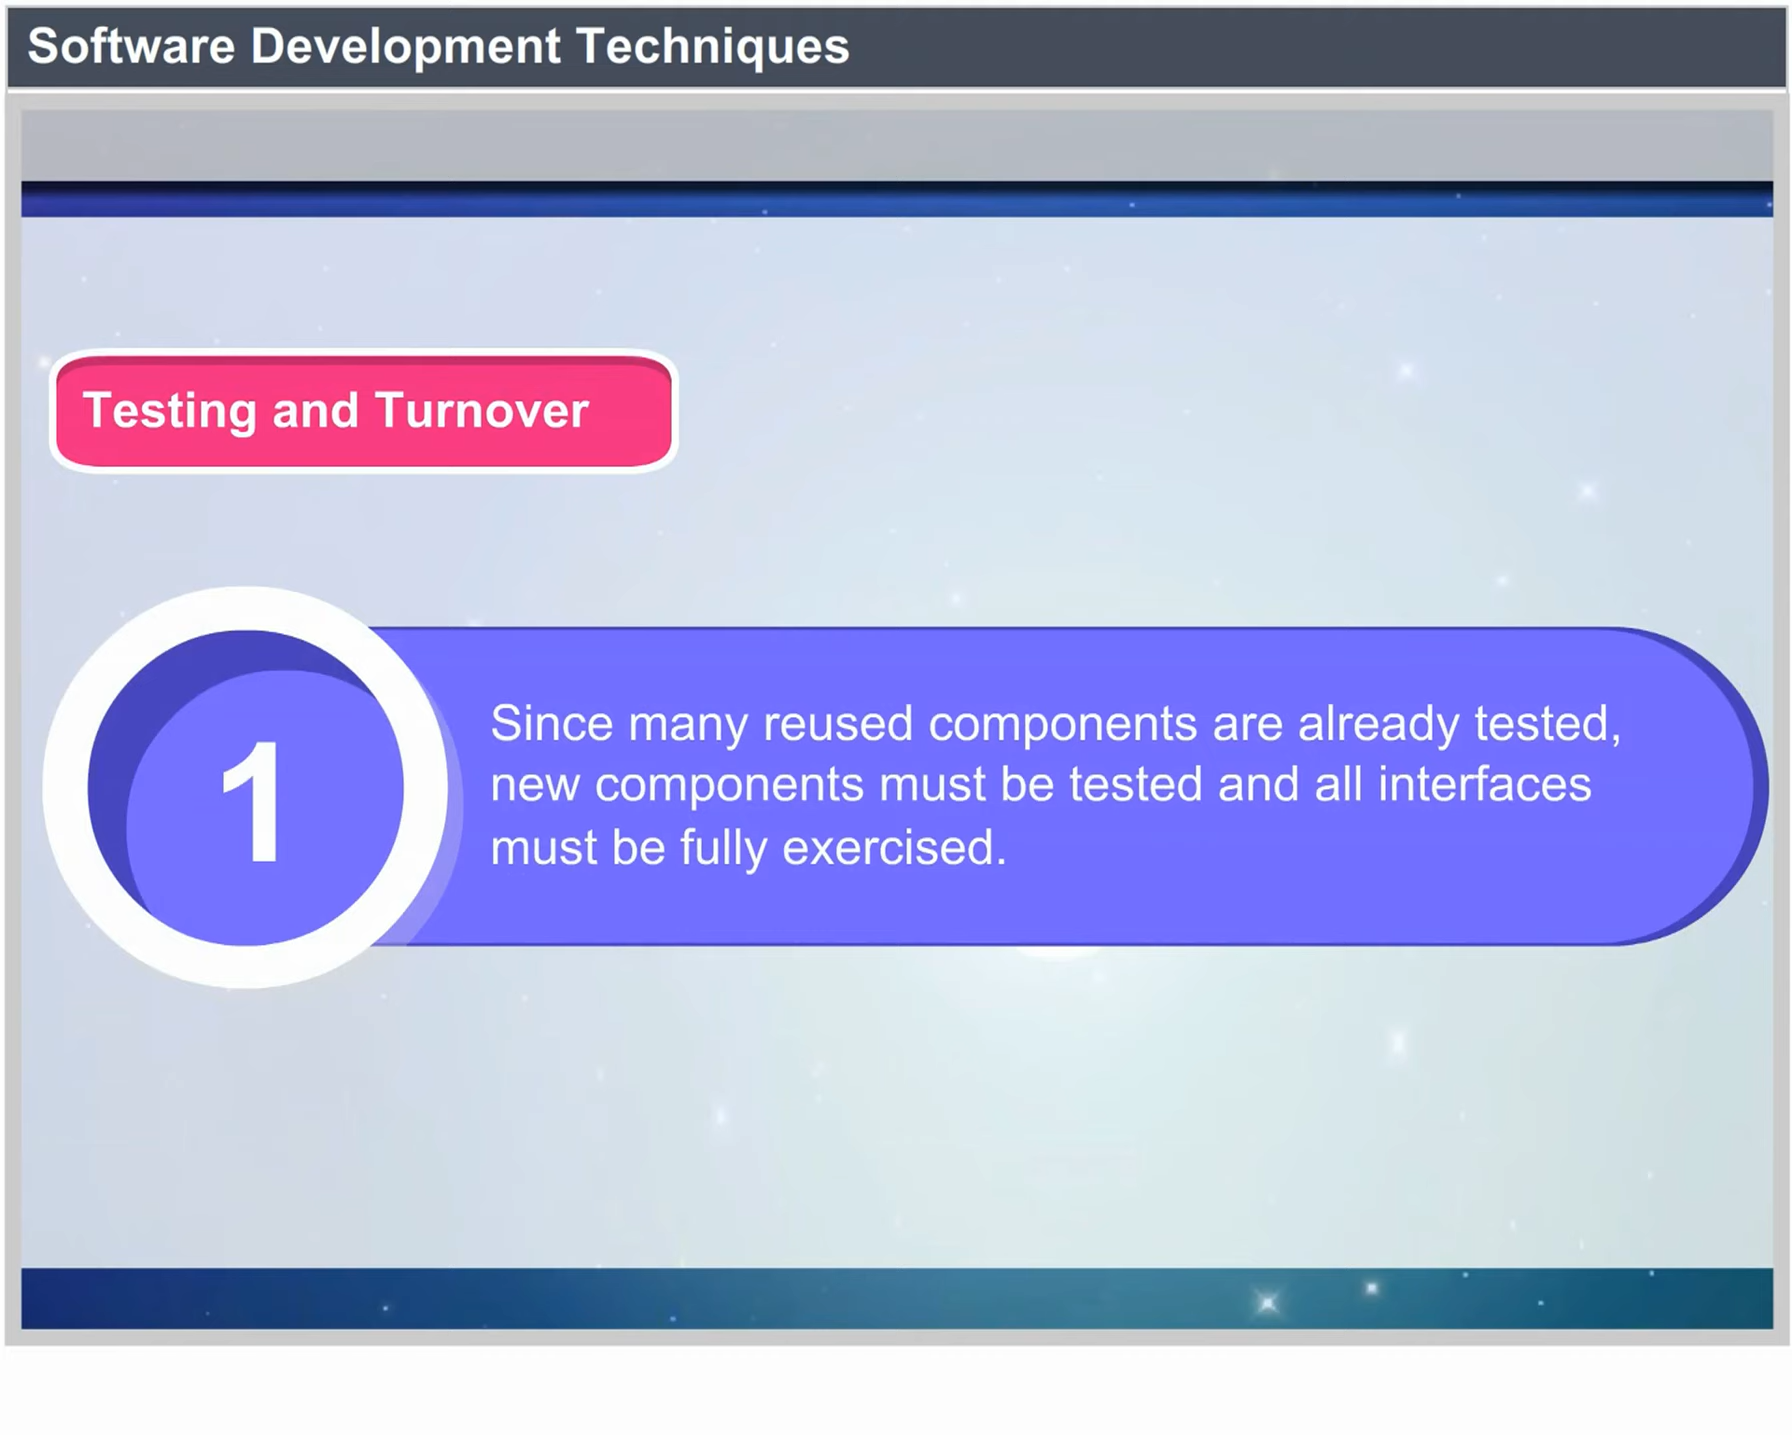 Software Development Techniques
Testing and Turnover
1
Since many reused components are already tested,
new components must be tested and all interfaces
must be fully exercised.